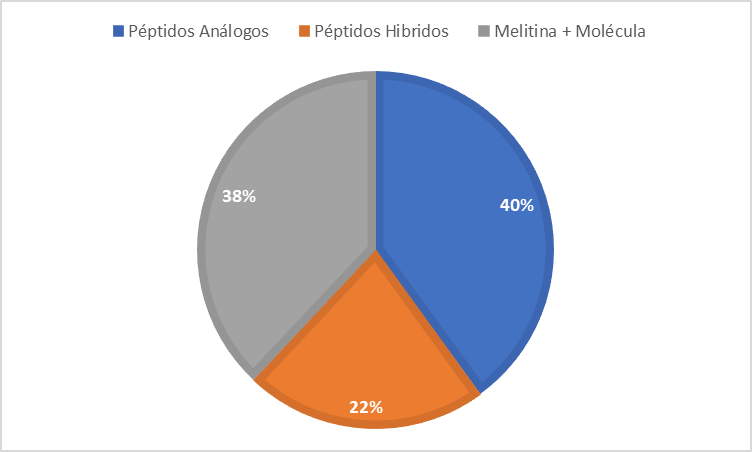 Péptidos Análogos Péptidos Hibridos Melitina + Molécula
38%
40%
22%